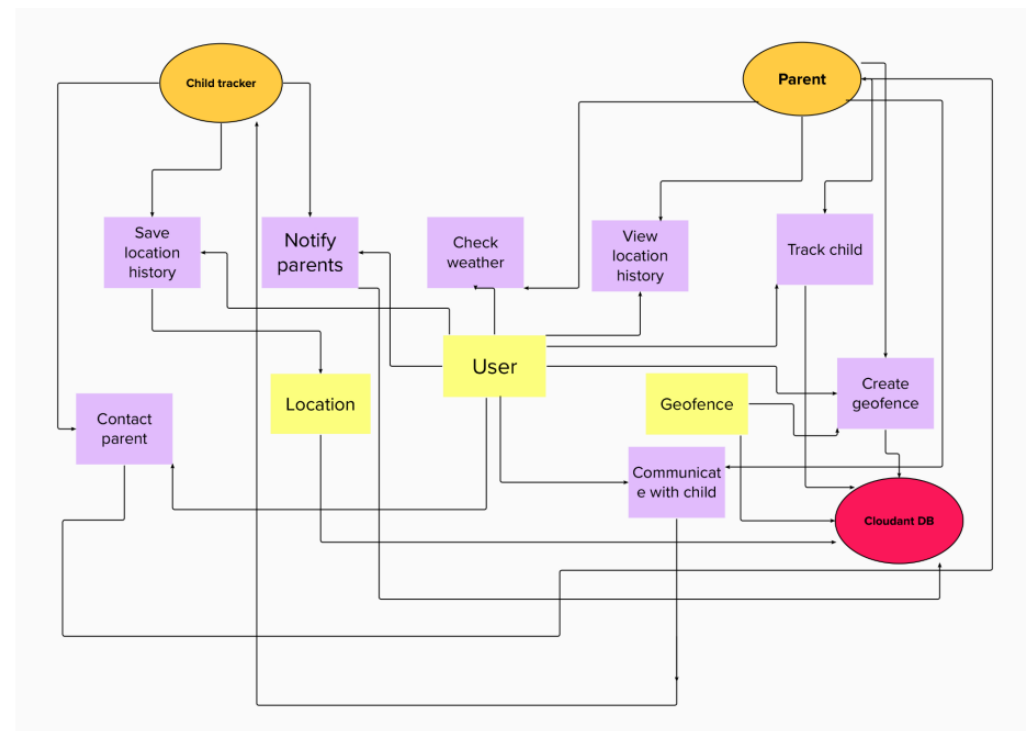 Child tracker
Parent
Save
location
history
Notify
parents
Check
weather
View
location
history
Track child
User
Location
Geofence
Create
geofence
Contact
parent
Communicat
e with child
Cloudant DB